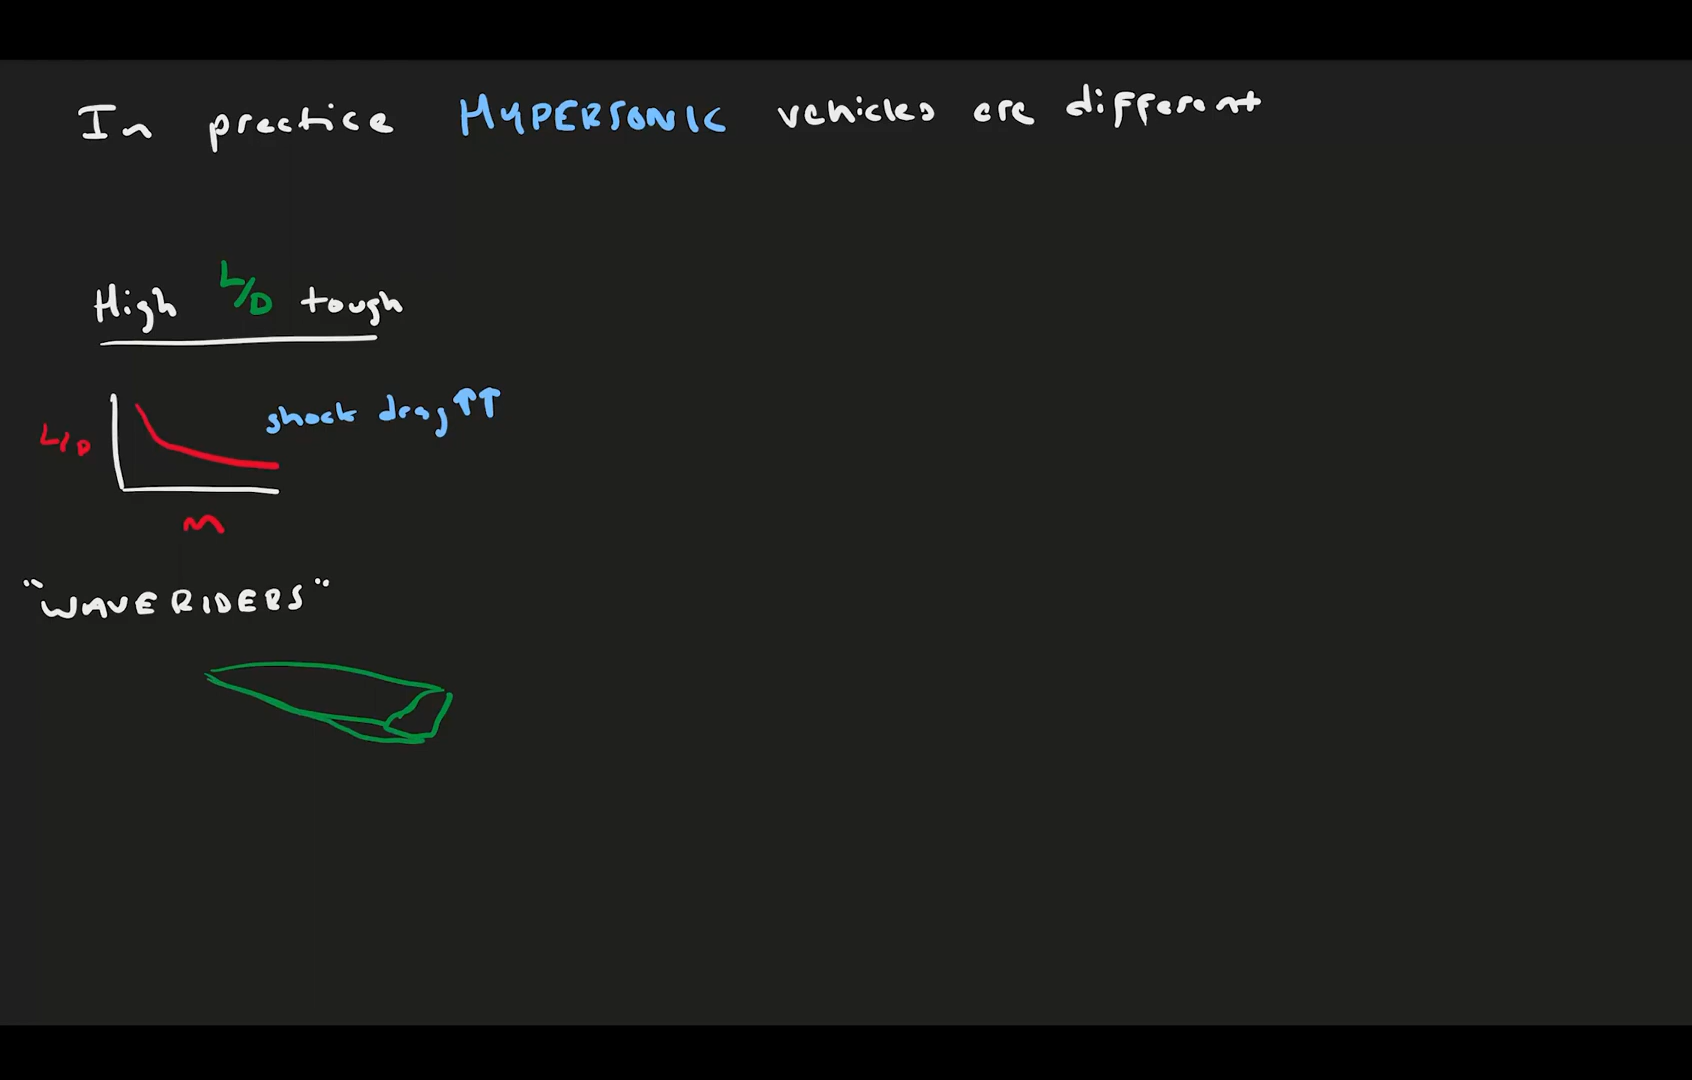 In practice HYPERSONIC vehicles are different
High L/D tough
shock drag ↑↑
L/D
M
"WAVERIDERS"